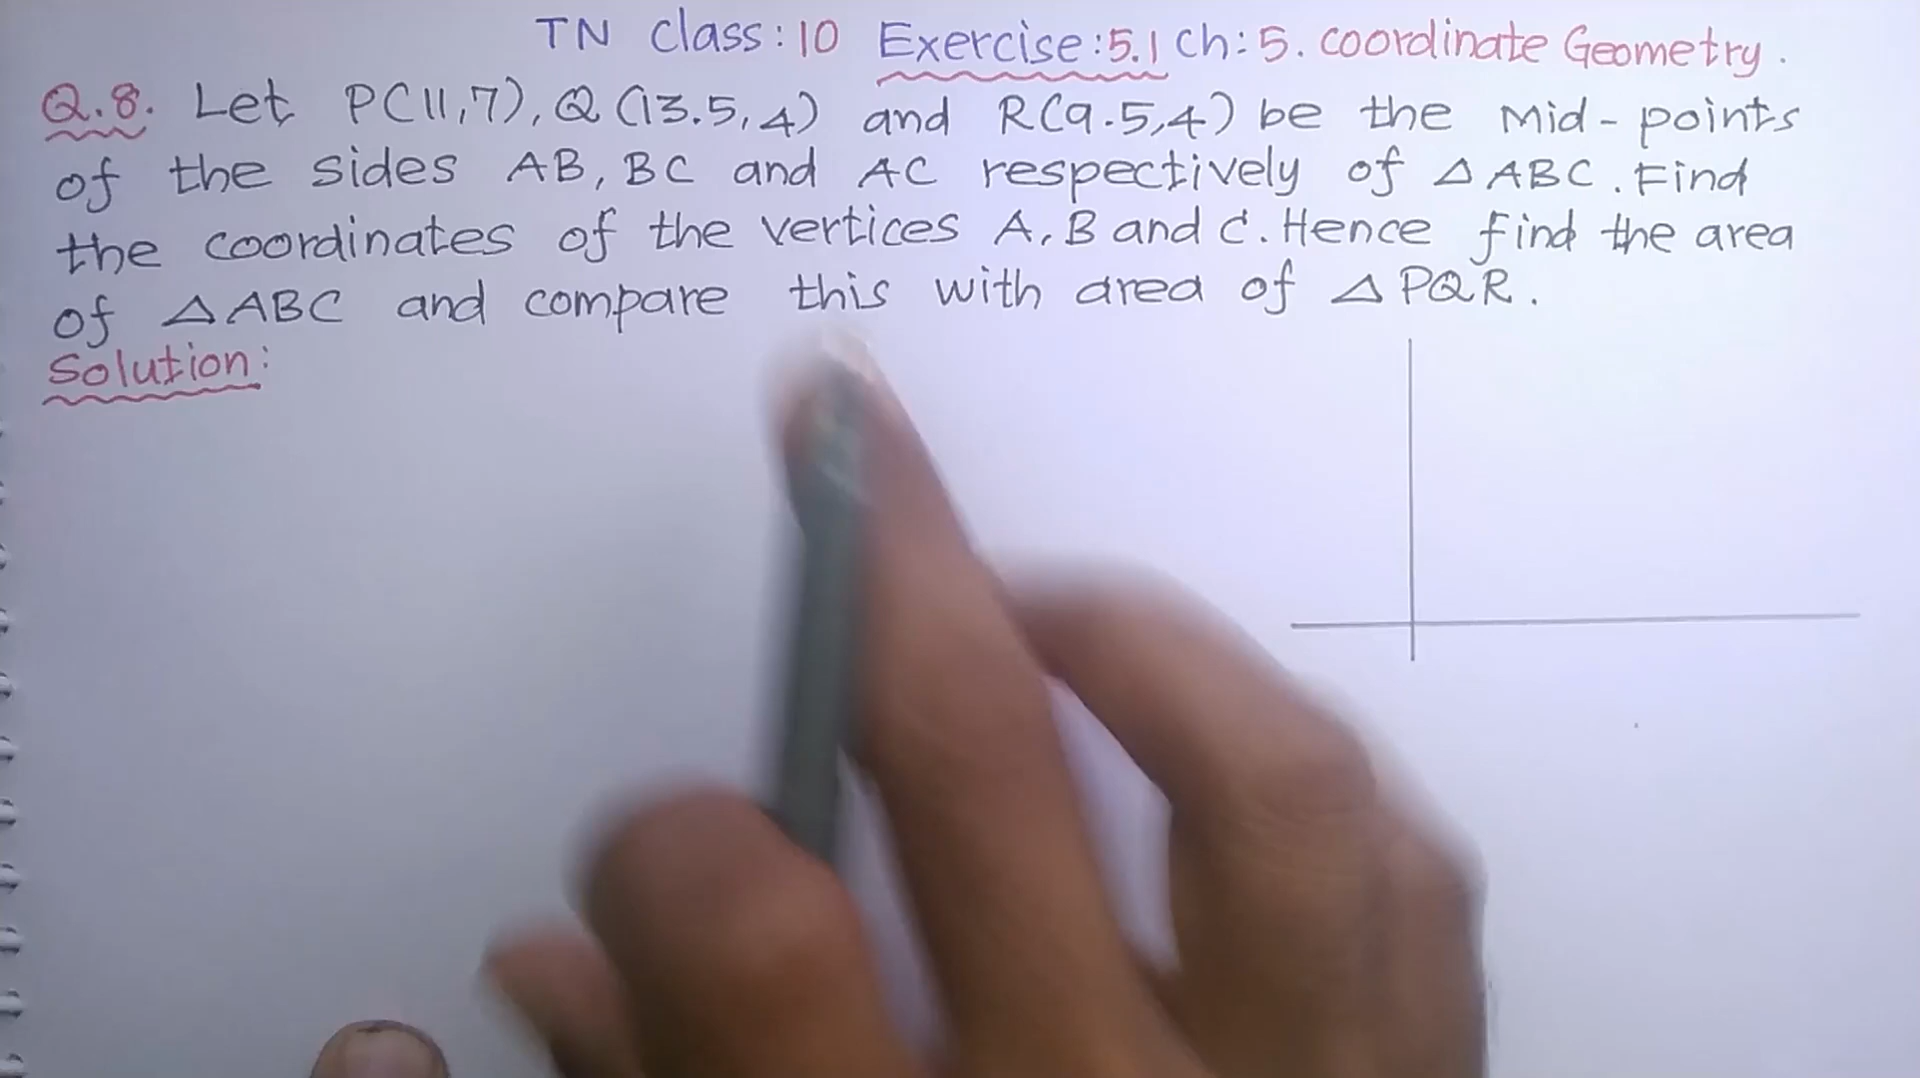 TN Class:10 Exercise:5.1 Ch:5. Coordinate Geometry.
Q.8. Let P(11,7), Q(13.5,4) and R(9.5,4) be the Mid-points
of the sides AB, BC and AC respectively of △ABC. Find
the coordinates of the vertices A, B and C. Hence find the area
of △ABC and compare this with area of △PQR.
Solution: